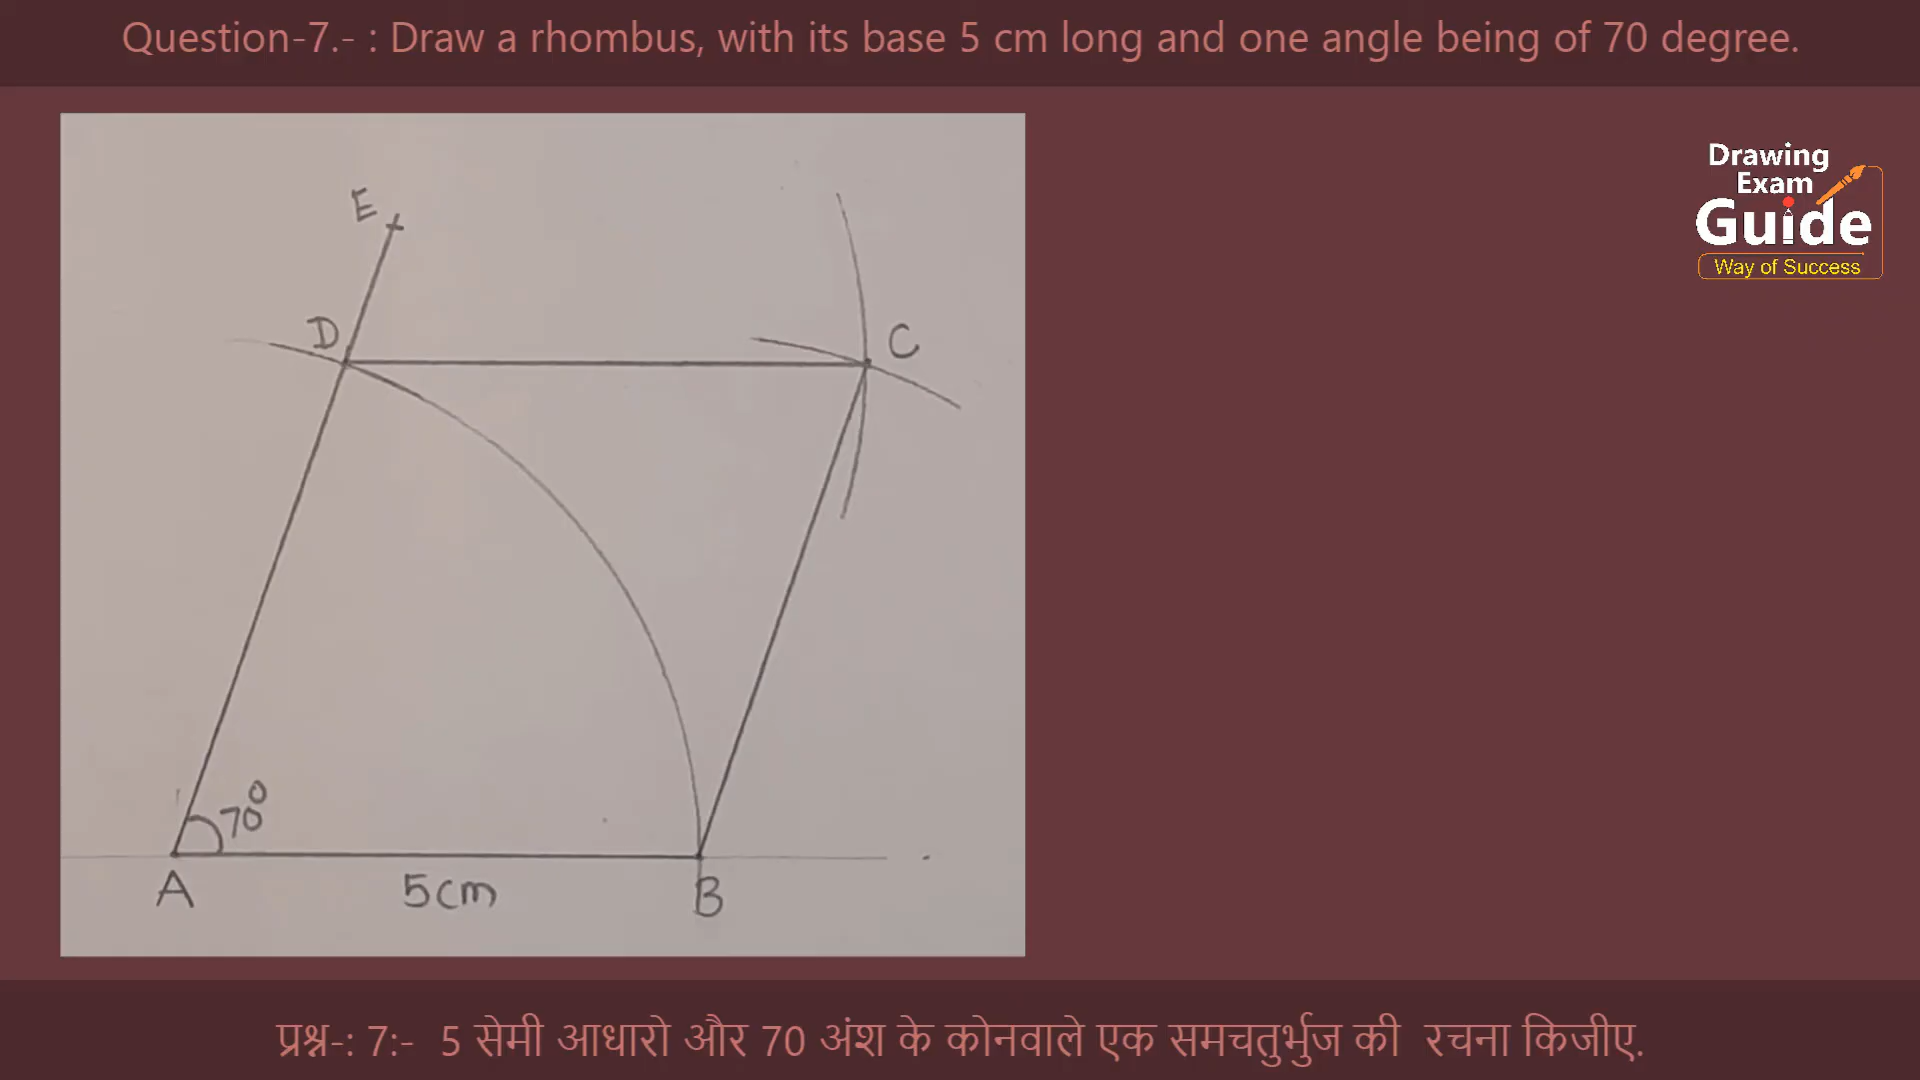 Question-7.- : Draw a rhombus, with its base 5 cm long and one angle being of 70 degree.
Drawing
Exam
Guide
Way of Success
E
D
C
70°
A
5cm
B
प्रश्न-: 7:- 5 सेमी आधारो और 70 अंश के कोनवाले एक समचतुर्भुज की रचना किजीए.